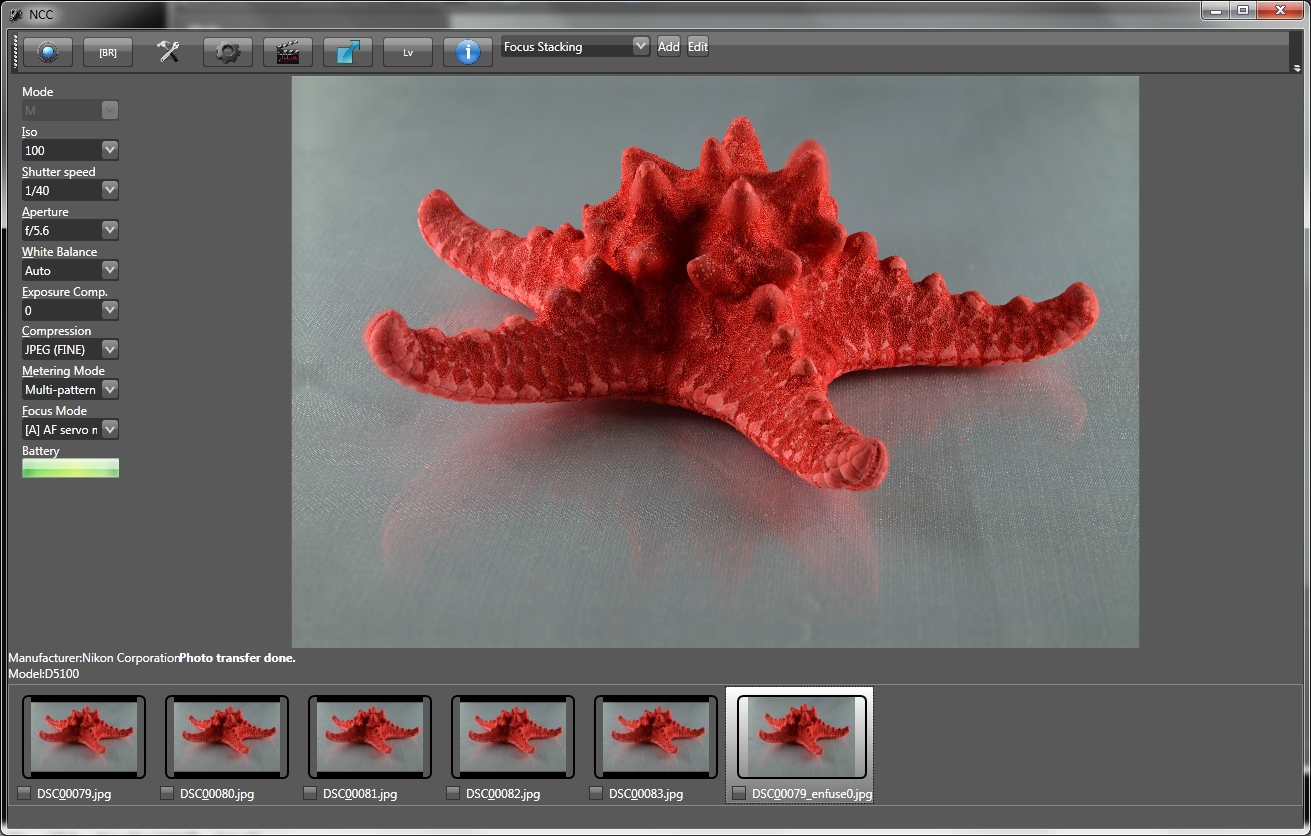 NCC
[BR]
Lv
Focus Stacking
Add
Edit
Mode
M
Iso
100
Shutter speed
1/40
Aperture
f/5.6
White Balance
Auto
Exposure Comp.
0
Compression
JPEG (FINE)
Metering Mode
Multi-pattern
Focus Mode
[A] AF servo n
Battery
Manufacturer:Nikon CorporationPhoto transfer done.
Model:D5100
DSC00079.jpg
DSC00080.jpg
DSC00081.jpg
DSC00082.jpg
DSC00083.jpg
DSC00079_enfuse0.jpg